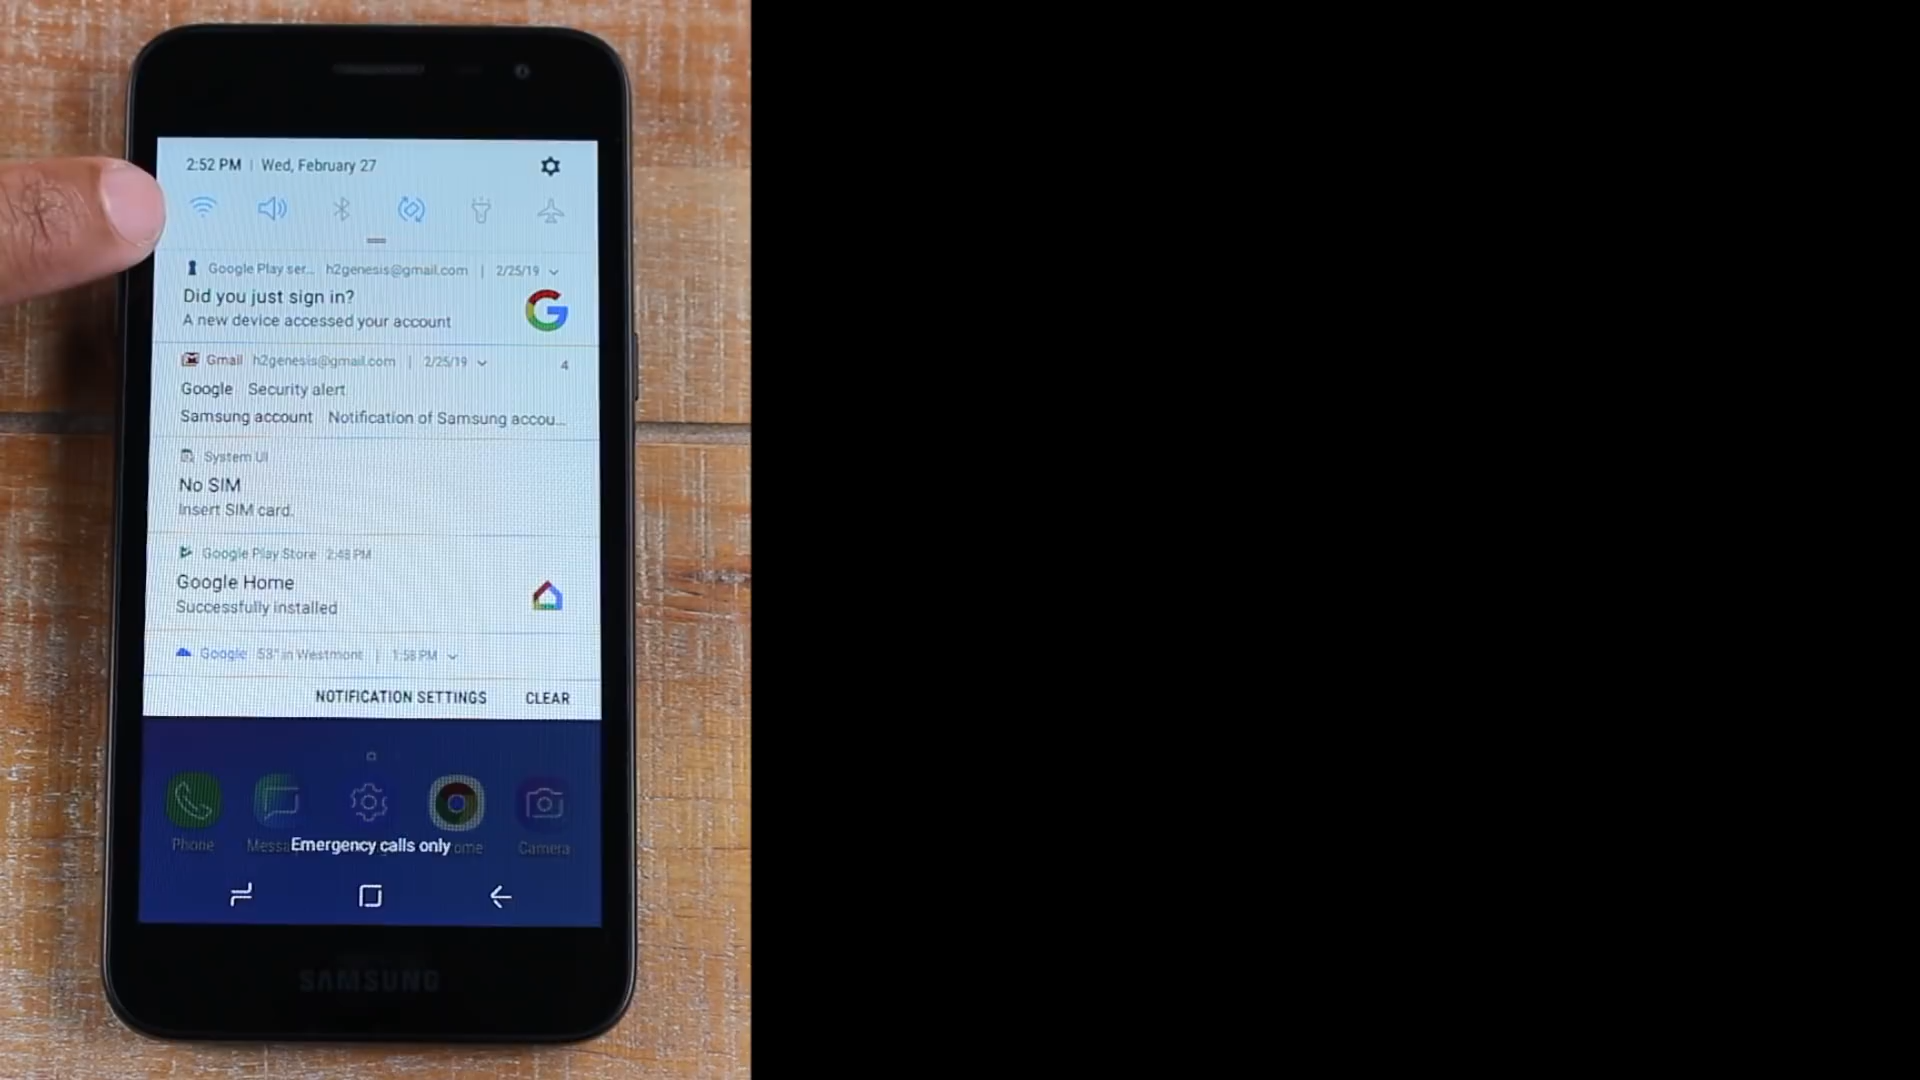 2:52 PM | Wed, February 27
Google Play ser... h2genesis@gmail.com | 2/25/19
Did you just sign in?
A new device accessed your account
Gmail h2genesis@gmail.com | 2/25/19 4
Google Security alert
Samsung account Notification of Samsung accou...
System UI
No SIM
Insert SIM card.
Google Play Store 2:48 PM
Google Home
Successfully installed
Google 53° in Westmont | 1:58 PM
NOTIFICATION SETTINGS CLEAR
Phone Messa ome Camera
Emergency calls only
SAMSUNG